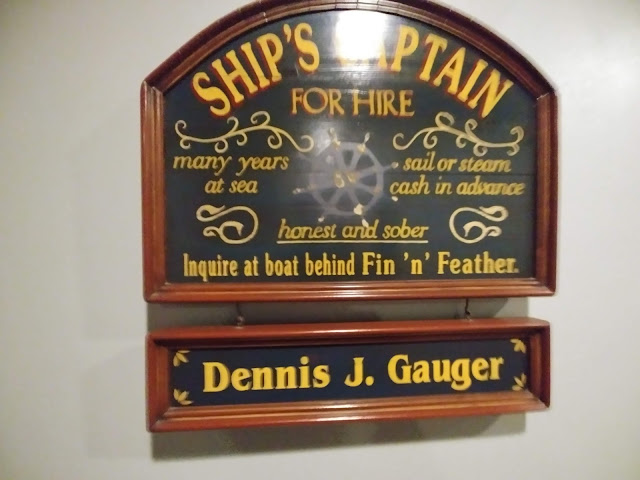 SHIP'S CAPTAIN
FOR HIRE
many years
at sea
sail or steam
cash in advance
honest and sober
Inquire at boat behind Fin 'n' Feather.
Dennis J. Gauger